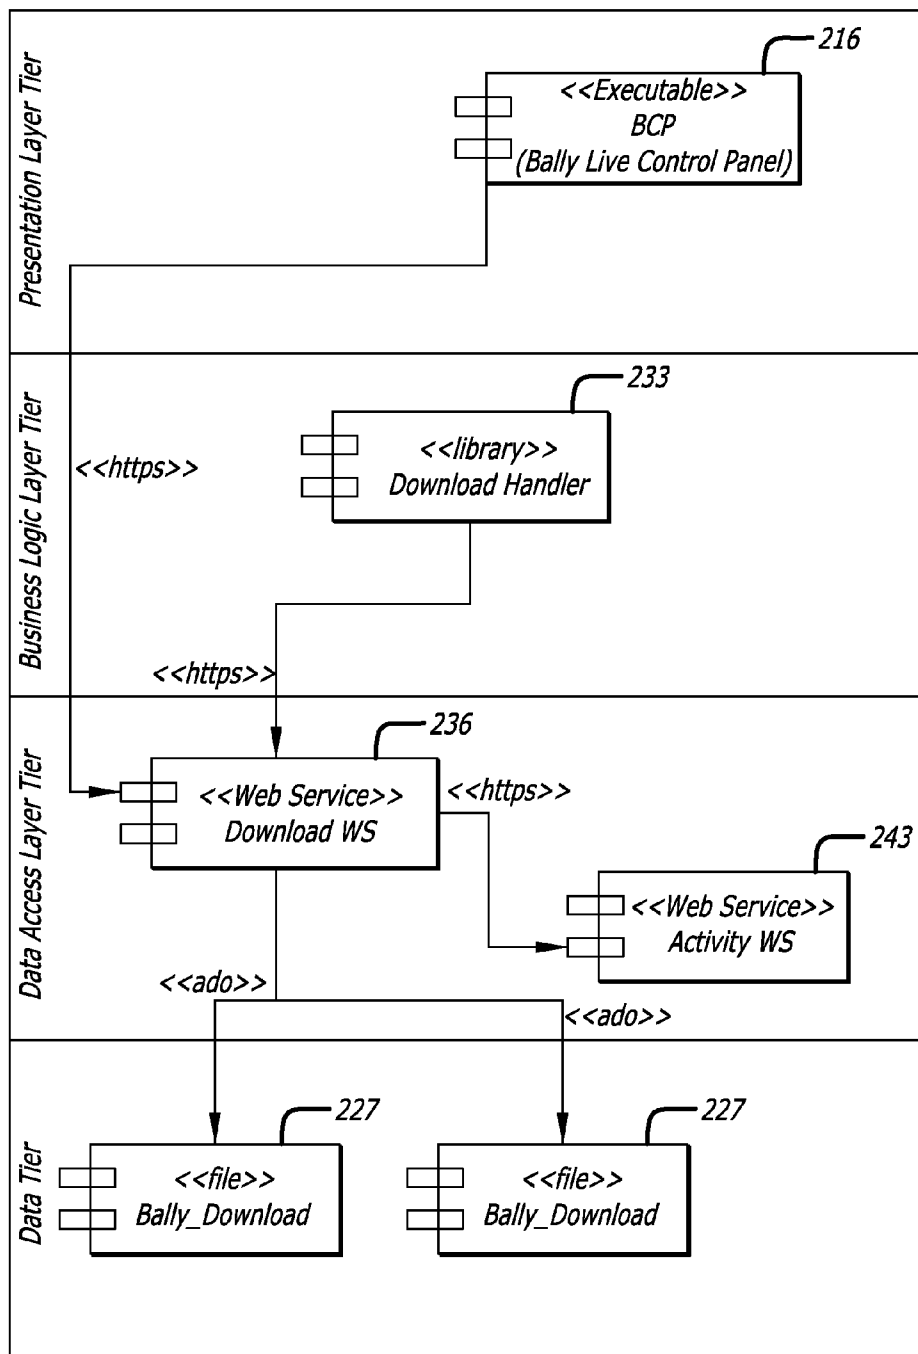 Presentation Layer Tier
216
<<Executable>>
BCP
(Bally Live Control Panel)
Business Logic Layer Tier
233
<<library>>
Download Handler
<<https>>
<<https>>
Data Access Layer Tier
236
<<Web Service>>
Download WS
<<https>>
243
<<Web Service>>
Activity WS
<<ado>>
<<ado>>
Data Tier
227
<<file>>
Bally_Download
227
<<file>>
Bally_Download